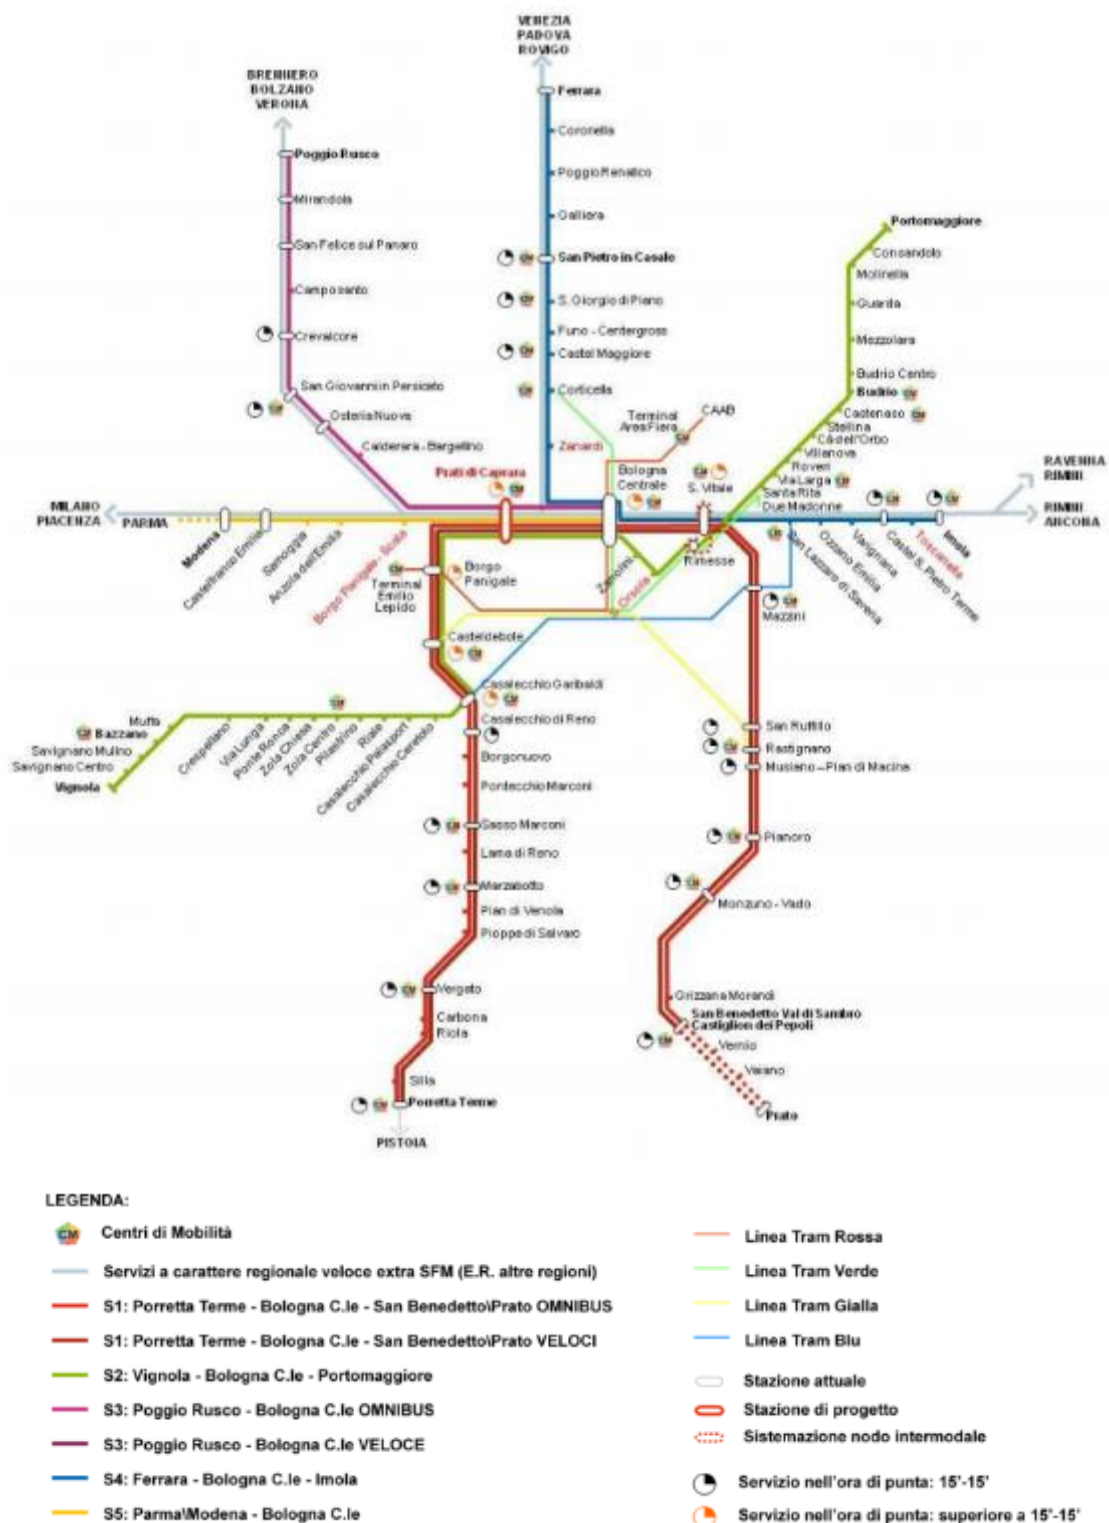 VENEZIA
PADOVA
ROVIGO
BRENNERO
BOLZANO
VERONA
Ferrara
Coronella
Poggio Renatico
Galliera
San Pietro in Casale
S. Giorgio di Piano
Funo - Centergross
Castel Maggiore
Corticella
Zanardi
Poggio Rusco
Mirandola
San Felice sul Panaro
Camposanto
Crevalcore
San Giovanni in Persiceto
Osteria Nuova
Calderara - Bargellino
Prati di Caprara
Portomaggiore
Consandolo
Molinella
Guarda
Mezzolara
Budrio Centro
Budrio
Castenaso
Stellina
Cà dell'Orbo
Villanova
Roveri
Via Larga
Santa Rita
Due Madonne
CAAB
Terminal
Area Fiera
Bologna
Centrale
S. Vitale
RAVENNA
RIMINI
RIMINI
ANCONA
MILANO
PIACENZA
PARMA
Modena
Castelfranco Emilia
Samoggia
Anzola dell'Emilia
Borgo Panigale - Scala
Terminal
Emilio
Lepido
Borgo
Panigale
Zanolini
Orsola
Rimesse
San Lazzaro di Savena
Ozzano Emilia
Varignana
Castel S. Pietro Terme
Toscanella
Imola
Mazzini
Casteldebole
Casalecchio Garibaldi
Casalecchio di Reno
Borgonuovo
Pontecchio Marconi
Sasso Marconi
Lama di Reno
Marzabotto
Pian di Venola
Pioppe di Salvaro
Vergato
Carbona
Riola
Silla
Porretta Terme
PISTOIA
Muffa
Bazzano
Savignano Mulino
Savignano Centro
Vignola
Crespellano
Via Lunga
Ponte Ronca
Zola Chiesa
Zola Centro
Pilastrino
Riale
Casalecchio Palasport
Casalecchio Ceretolo
San Ruffillo
Rastignano
Musiano - Pian di Macina
Pianoro
Monzuno - Vado
Grizzana Morandi
San Benedetto Val di Sambro
Castiglion dei Pepoli
Vernio
Vaiano
Prato
LEGENDA:
CM Centri di Mobilità
Servizi a carattere regionale veloce extra SFM (E.R. altre regioni)
S1: Porretta Terme - Bologna C.le - San Benedetto\Prato OMNIBUS
S1: Porretta Terme - Bologna C.le - San Benedetto\Prato VELOCI
S2: Vignola - Bologna C.le - Portomaggiore
S3: Poggio Rusco - Bologna C.le OMNIBUS
S3: Poggio Rusco - Bologna C.le VELOCE
S4: Ferrara - Bologna C.le - Imola
S5: Parma\Modena - Bologna C.le
Linea Tram Rossa
Linea Tram Verde
Linea Tram Gialla
Linea Tram Blu
Stazione attuale
Stazione di progetto
Sistemazione nodo intermodale
Servizio nell'ora di punta: 15'-15'
Servizio nell'ora di punta: superiore a 15'-15'